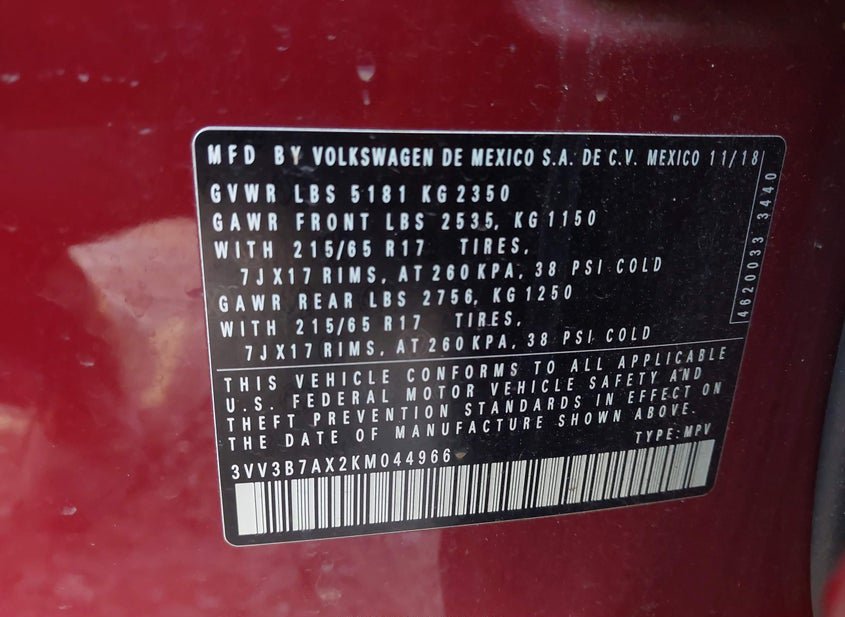 MFD BY VOLKSWAGEN DE MEXICO S.A. DE C.V. MEXICO 11/18
GVWR LBS 5181 KG 2350
GAWR FRONT LBS 2535, KG 1150
WITH 215/65 R17 TIRES,
7J X17 RIMS, AT 260 KPA, 38 PSI COLD
GAWR REAR LBS 2756, KG 1250
WITH 215/65 R17 TIRES,
7J X17 RIMS, AT 260 KPA, 38 PSI COLD
4620033 3440
THIS VEHICLE CONFORMS TO ALL APPLICABLE
U.S. FEDERAL MOTOR VEHICLE SAFETY AND
THEFT PREVENTION STANDARDS IN EFFECT ON
THE DATE OF MANUFACTURE SHOWN ABOVE.
TYPE: MPV
3VV3B7AX2KM044966